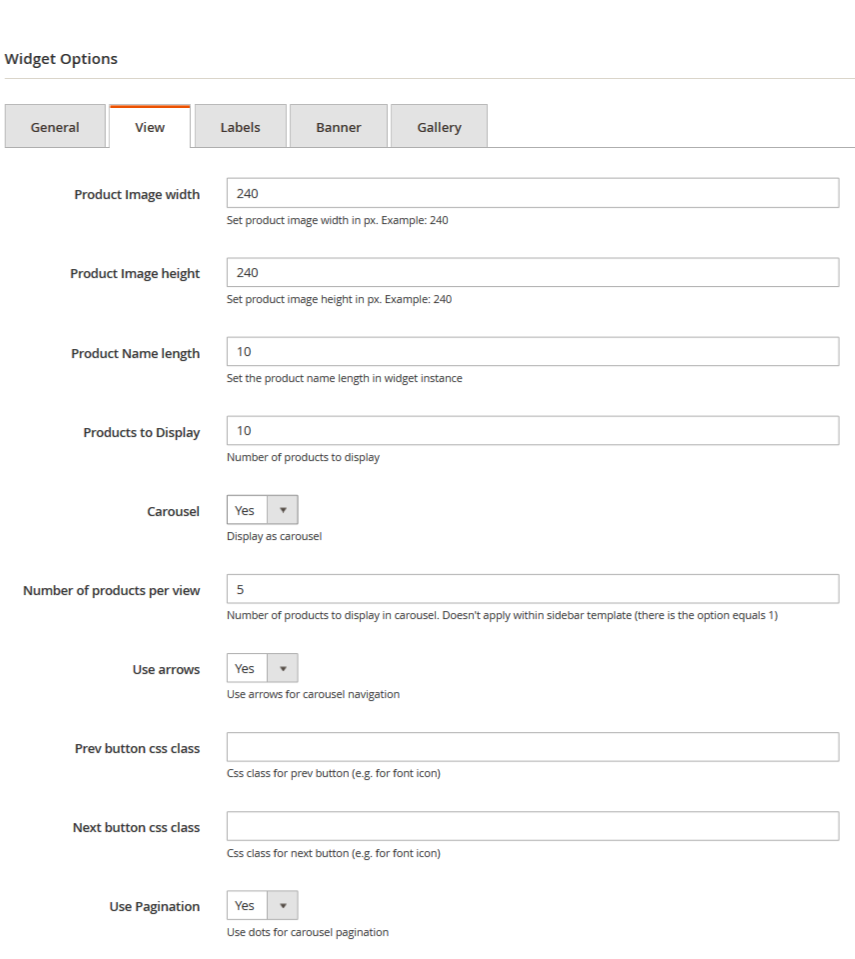 Widget Options
General View Labels Banner Gallery
Product Image width 240
Set product image width in px. Example: 240
Product Image height 240
Set product image height in px. Example: 240
Product Name length 10
Set the product name length in widget instance
Products to Display 10
Number of products to display
Carousel Yes
Display as carousel
Number of products per view 5
Number of products to display in carousel. Doesn't apply within sidebar template (there is the option equals 1)
Use arrows Yes
Use arrows for carousel navigation
Prev button css class
Css class for prev button (e.g. for font icon)
Next button css class
Css class for next button (e.g. for font icon)
Use Pagination Yes
Use dots for carousel pagination